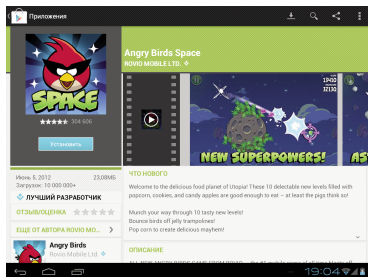 Приложения
Angry Birds Space
ROVIO MOBILE LTD.
SPACE
304 606
Установить
Июнь 5, 2012
23,08МБ
Загрузок: 10 000 000+
ЛУЧШИЙ РАЗРАБОТЧИК
ОТЗЫВ/ОЦЕНКА
ЕЩЕ ОТ АВТОРА ROVIO MO..
Angry Birds
Rovio Mobile Ltd.
NEW SUPERPOWERS!
ЧТО НОВОГО
Welcome to the delicious food planet of Utopia! These 10 delectable new levels filled with
popcorn, cookies, and candy apples are good enough to eat – at least the pigs think so!
Munch your way through 10 tasty new levels!
Bounce birds off jelly trampolines!
Pop corn to create delicious mayhem!
ОПИСАНИЕ
19:04